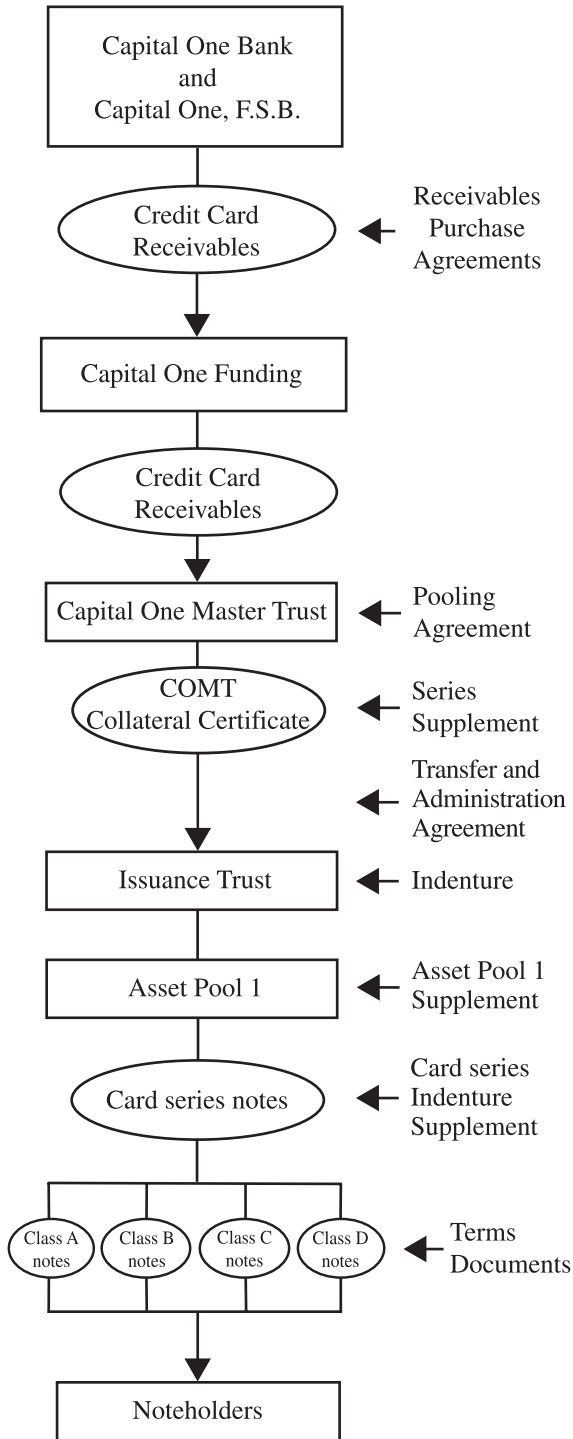 Capital One Bank
and
Capital One, F.S.B.
Credit Card
Receivables
Receivables
Purchase
Agreements
Capital One Funding
Credit Card
Receivables
Capital One Master Trust
Pooling
Agreement
COMT
Collateral Certificate
Series
Supplement
Transfer and
Administration
Agreement
Issuance Trust
Indenture
Asset Pool 1
Asset Pool 1
Supplement
Card series notes
Card series
Indenture
Supplement
Class A
notes
Class B
notes
Class C
notes
Class D
notes
Terms
Documents
Noteholders